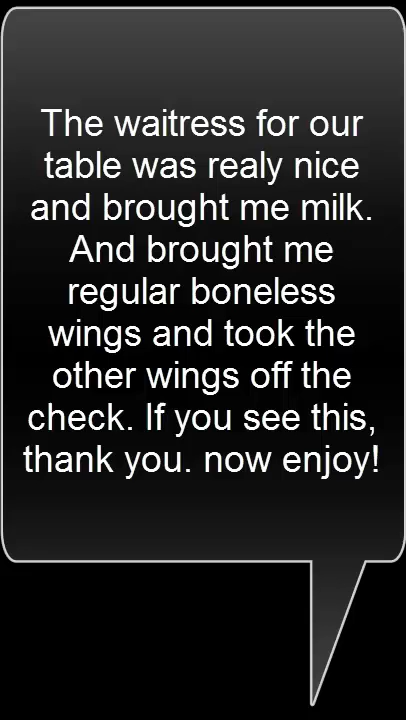 The waitress for our
table was realy nice
and brought me milk.
And brought me
regular boneless
wings and took the
other wings off the
check. If you see this,
thank you. now enjoy!